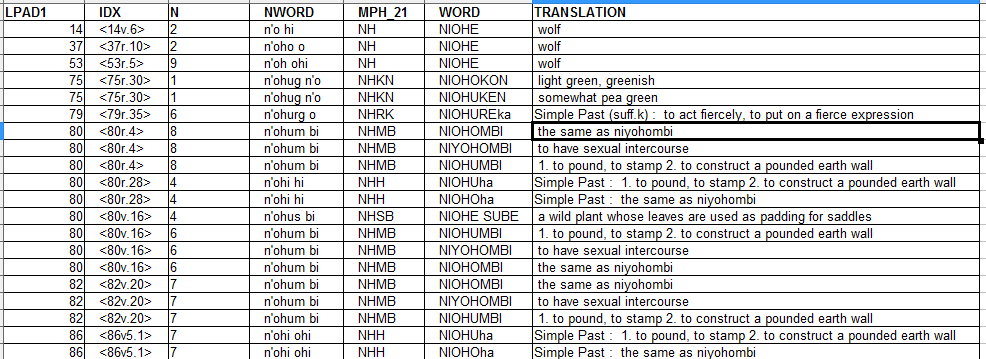 LPAD1 IDX N NWORD MPH_21 WORD TRANSLATION
14 <14v.6> 2 n'o hi NH NIOHE wolf
37 <37r.10> 2 n'oho o NH NIOHE wolf
53 <53r.5> 9 n'oh ohi NH NIOHE wolf
75 <75r.30> 1 n'ohug n'o NHKN NIOHOKON light green, greenish
75 <75r.30> 1 n'ohug n'o NHKN NIOHUKEN somewhat pea green
79 <79r.35> 6 n'ohurg o NHRK NIOHUREka Simple Past (suff.k) : to act fiercely, to put on a fierce expression
80 <80r.4> 8 n'ohum bi NHMB NIOHOMBI the same as niyohombi
80 <80r.4> 8 n'ohum bi NHMB NIYOHOMBI to have sexual intercourse
80 <80r.4> 8 n'ohum bi NHMB NIOHUMBI 1. to pound, to stamp 2. to construct a pounded earth wall
80 <80r.28> 4 n'ohi hi NHH NIOHUha Simple Past : 1. to pound, to stamp 2. to construct a pounded earth wall
80 <80r.28> 4 n'ohi hi NHH NIOHOha Simple Past : the same as niyohombi
80 <80v.16> 4 n'ohus bi NHSB NIOHE SUBE a wild plant whose leaves are used as padding for saddles
80 <80v.16> 6 n'ohum bi NHMB NIOHUMBI 1. to pound, to stamp 2. to construct a pounded earth wall
80 <80v.16> 6 n'ohum bi NHMB NIYOHOMBI to have sexual intercourse
80 <80v.16> 6 n'ohum bi NHMB NIOHOMBI the same as niyohombi
82 <82v.20> 7 n'ohum bi NHMB NIOHOMBI the same as niyohombi
82 <82v.20> 7 n'ohum bi NHMB NIYOHOMBI to have sexual intercourse
82 <82v.20> 7 n'ohum bi NHMB NIOHUMBI 1. to pound, to stamp 2. to construct a pounded earth wall
86 <86v5.1> 7 n'ohi ohi NHH NIOHUha Simple Past : 1. to pound, to stamp 2. to construct a pounded earth wall
86 <86v5.1> 7 n'ohi ohi NHH NIOHOha Simple Past : the same as niyohombi